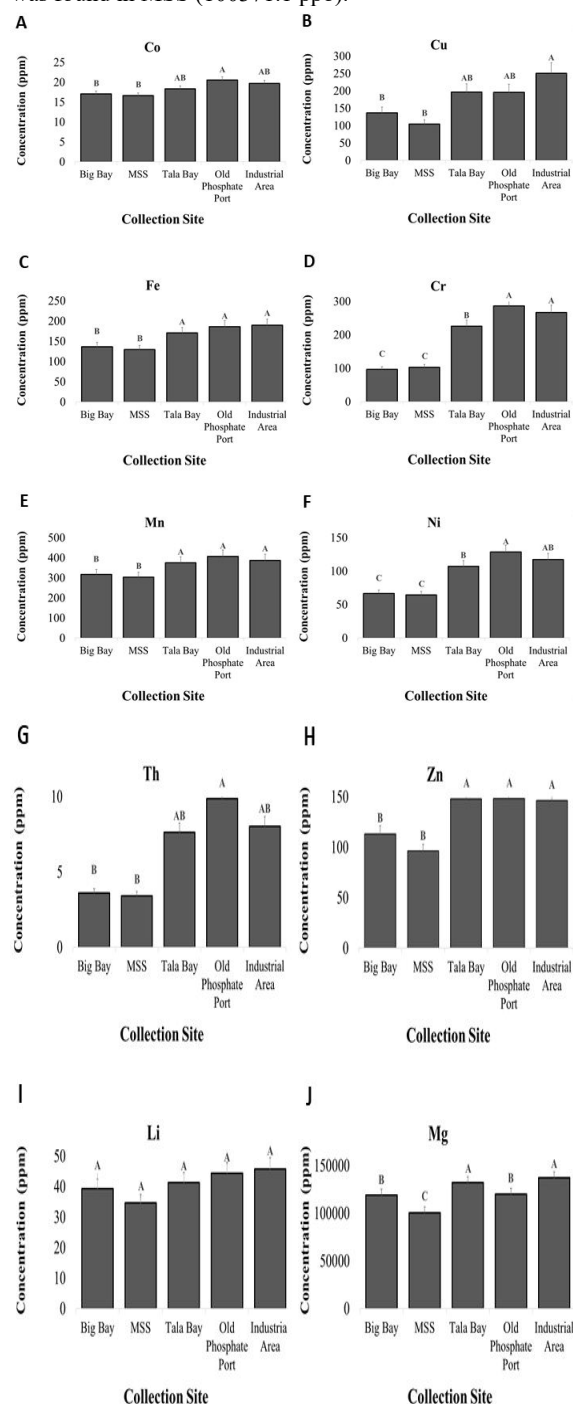 was found in MSS
A
Co
A
B
B
AB
AB
Concentration (ppm)
25
20
15
10
5
0
Big Bay
MSS
Tala Bay
Old Phosphate Port
Industrial Area
Collection Site
B
Cu
A
AB
AB
B
B
Concentration (ppm)
300
250
200
150
100
50
0
Big Bay
MSS
Tala Bay
Old Phosphate Port
Industrial Area
Collection Site
C
Fe
B
B
A
A
A
Concentration (ppm)
250
200
150
100
50
0
Big Bay
MSS
Tala Bay
Old Phosphate Port
Industrial Area
Collection Site
D
Cr
C
C
B
A
A
Concentration (ppm)
300
200
100
0
Big Bay
MSS
Tala Bay
Old Phosphate Port
Industrial Area
Collection Site
E
Mn
B
B
A
A
A
Concentration (ppm)
500
400
300
200
100
0
Big Bay
MSS
Tala Bay
Old Phosphate Port
Industrial Area
Collection Site
F
Ni
C
C
B
A
AB
Concentration (ppm)
150
100
50
0
Big Bay
MSS
Tala Bay
Old Phosphate Port
Industrial Area
Collection Site
G
Th
B
B
AB
A
AB
Concentration (ppm)
10
5
0
Big Bay
MSS
Tala Bay
Old Phosphate Port
Industrial Area
Collection Site
H
Zn
B
B
A
A
A
Concentration (ppm)
150
100
50
0
Big Bay
MSS
Tala Bay
Old Phosphate Port
Industrial Area
Collection Site
I
Li
A
A
A
A
A
Concentration (ppm)
50
40
30
20
10
0
Big Bay
MSS
Tala Bay
Old Phosphate Port
Industria Area
Collection Site
J
Mg
B
C
A
B
A
Concentration (ppm)
150000
100000
50000
0
Big Bay
MSS
Tala Bay
Old Phosphate Port
Industrial Area
Collection Site